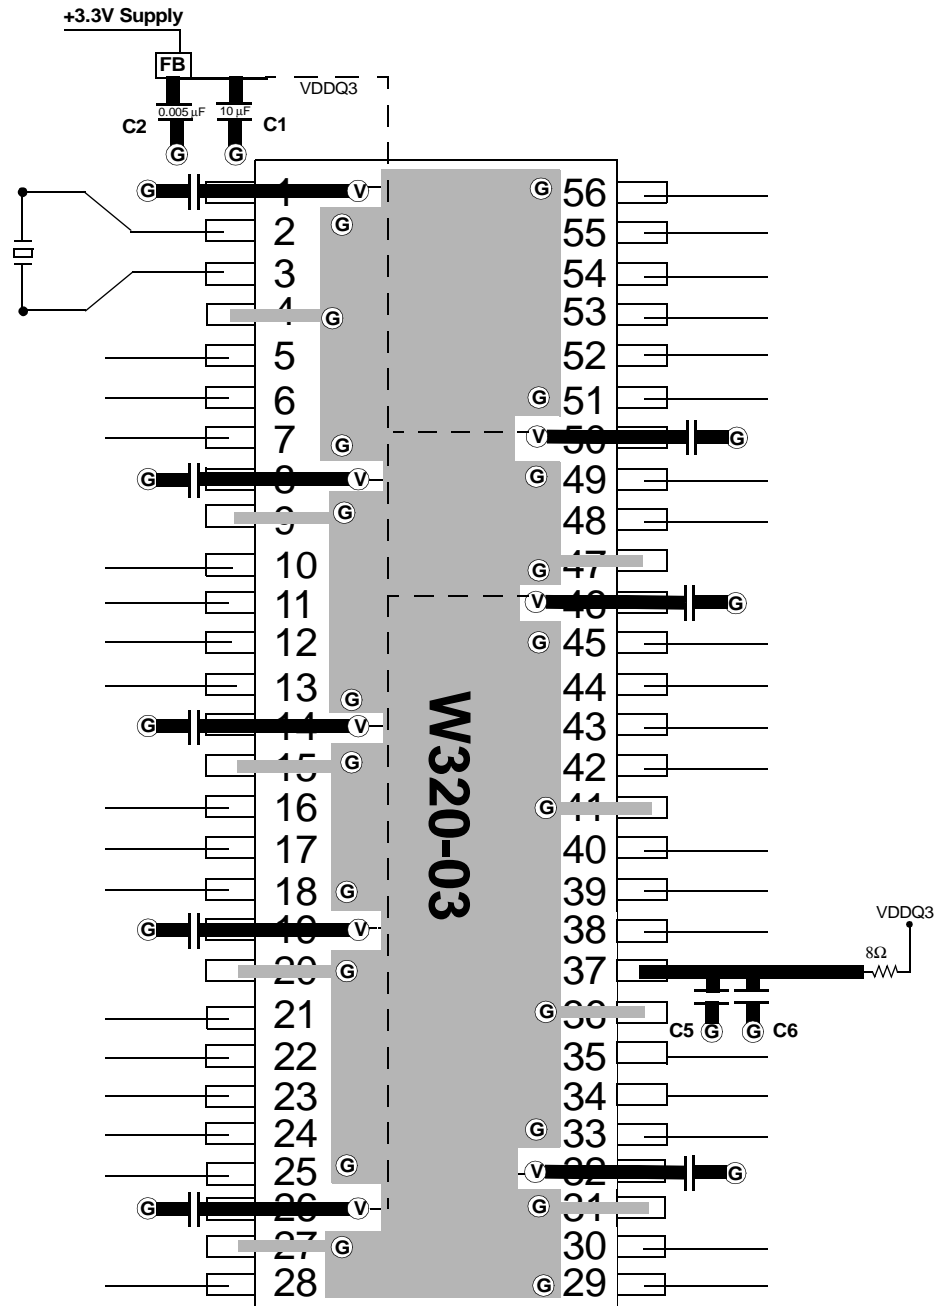 +3.3V Supply
FB
VDDQ3
0.005 µF
10 µF
C2
C1
G
G
G
1
V
G
56
2
G
55
3
54
4
G
53
5
52
6
G
51
7
G
V
50
G
G
8
V
G
49
9
G
48
10
G
47
11
V
46
G
12
G
45
13
G
44
G
14
V
43
15
G
42
16
G
41
17
40
18
G
39
G
19
V
38
VDDQ3
8Ω
20
G
37
21
G
36
C5
G
G
C6
22
35
23
34
24
G
33
25
G
V
32
G
G
26
V
G
31
27
G
30
28
G
29
W320-03